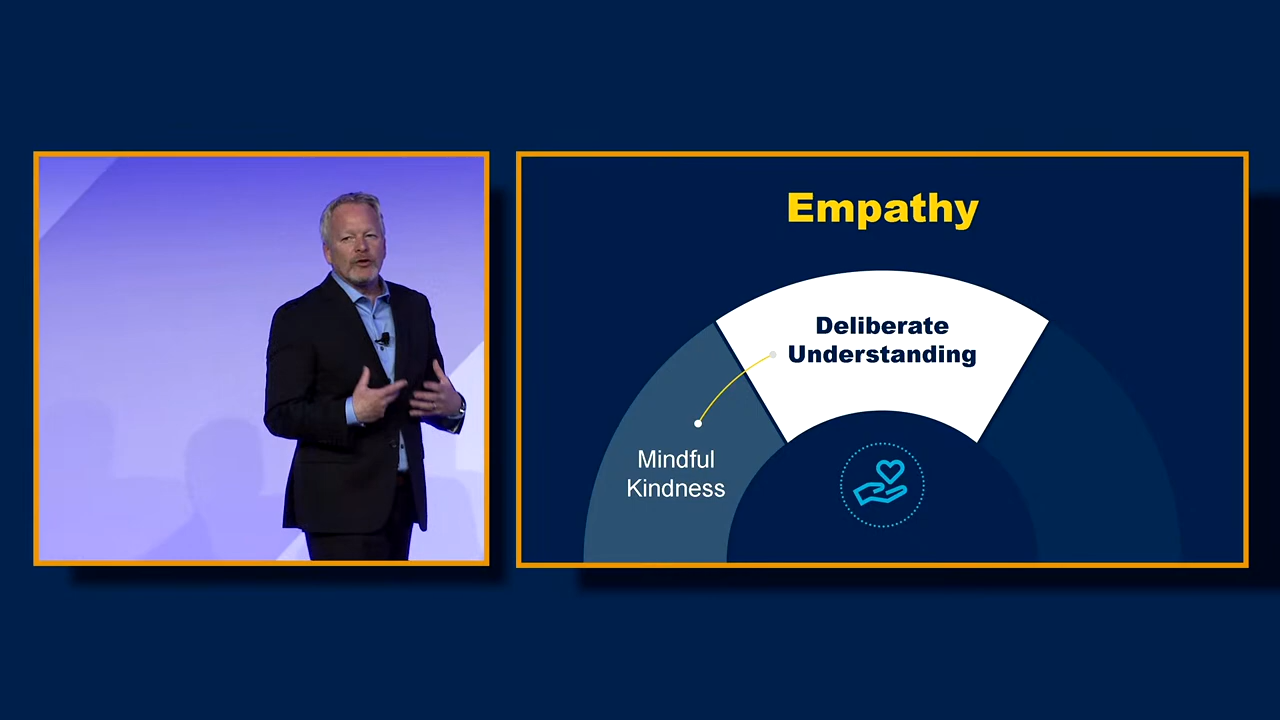 Empathy
Deliberate
Understanding
Mindful
Kindness